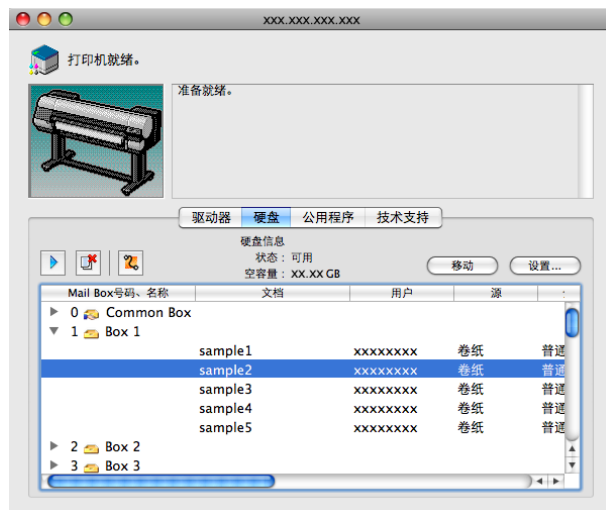 xxx.xxx.xxx.xxx
打印机就绪。
准备就绪。
驱动器 硬盘 公用程序 技术支持
硬盘信息
状态： 可用
空容量： XX.XX GB
移动 设置...
Mail Box号码、名称 文档 用户 源
0 Common Box
1 Box 1
sample1 xxxxxxxx 卷纸 普通
sample2 xxxxxxxx 卷纸 普通
sample3 xxxxxxxx 卷纸 普通
sample4 xxxxxxxx 卷纸 普通
sample5 xxxxxxxx 卷纸 普通
2 Box 2
3 Box 3